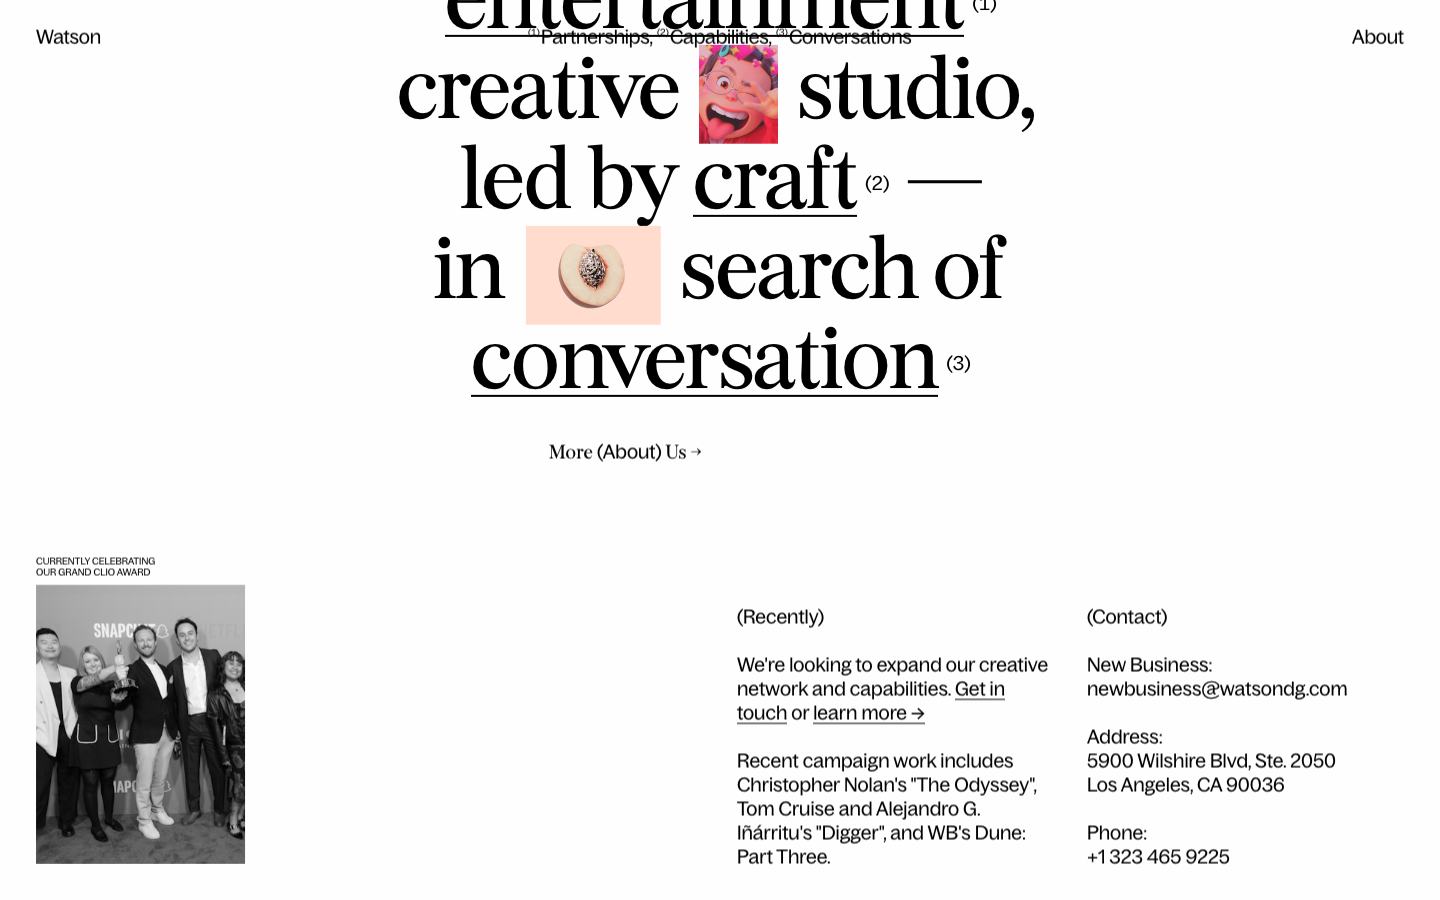 entertainment (1)
Watson
(1)Partnerships, (2)Capabilities, (3)Conversations
About
creative studio,
led by craft (2) —
in search of
conversation (3)
More (About) Us →
CURRENTLY CELEBRATING
OUR GRAND CLIO AWARD
SNAPCH
NETFL
(Recently)
We're looking to expand our creative
network and capabilities. Get in
touch or learn more →
Recent campaign work includes
Christopher Nolan's "The Odyssey",
Tom Cruise and Alejandro G.
Iñárritu's "Digger", and WB's Dune:
Part Three.
(Contact)
New Business:
newbusiness@watsondg.com
Address:
5900 Wilshire Blvd, Ste. 2050
Los Angeles, CA 90036
Phone:
+1 323 465 9225